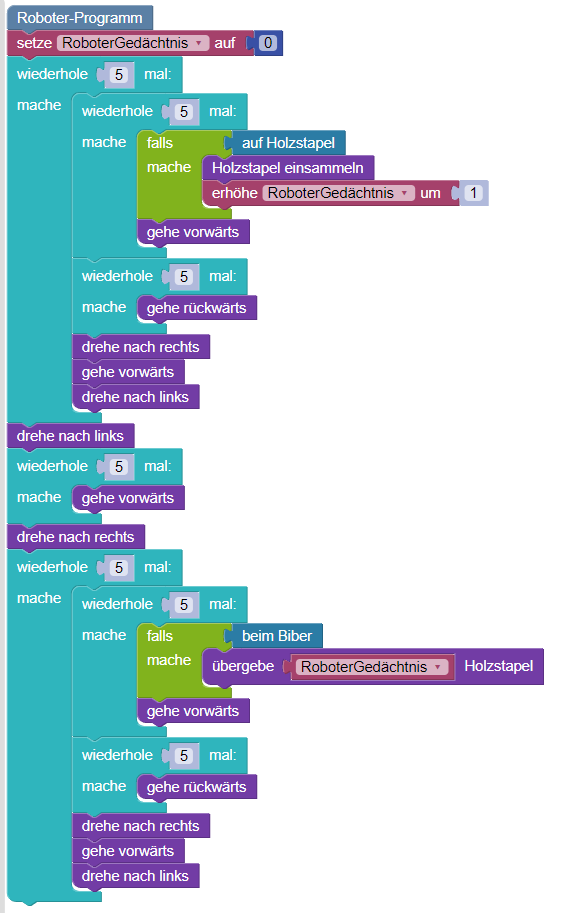 Roboter-Programm
setze RoboterGedächtnis auf 0
wiederhole 5 mal:
mache wiederhole 5 mal:
mache falls auf Holzstapel
mache Holzstapel einsammeln
erhöhe RoboterGedächtnis um 1
gehe vorwärts
wiederhole 5 mal:
mache gehe rückwärts
drehe nach rechts
gehe vorwärts
drehe nach links
drehe nach links
wiederhole 5 mal:
mache gehe vorwärts
drehe nach rechts
wiederhole 5 mal:
mache wiederhole 5 mal:
mache falls beim Biber
mache übergebe RoboterGedächtnis Holzstapel
gehe vorwärts
wiederhole 5 mal:
mache gehe rückwärts
drehe nach rechts
gehe vorwärts
drehe nach links